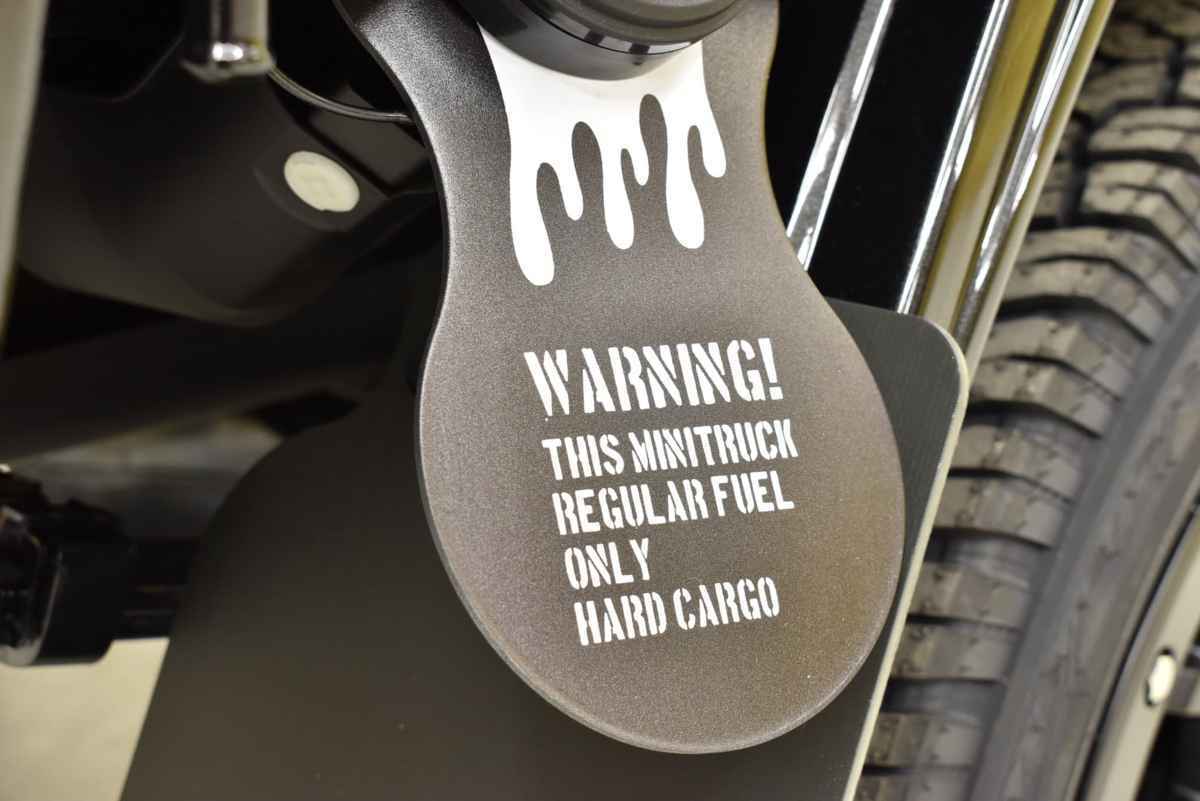 WARNING!
THIS MINITRUCK
REGULAR FUEL
ONLY
HARD CARGO